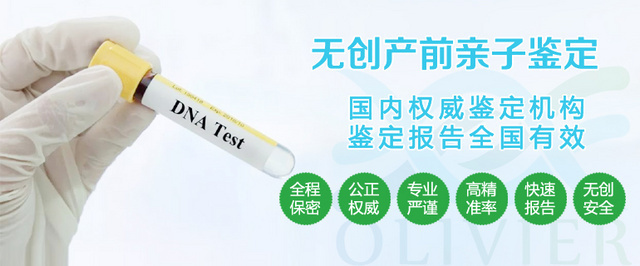 无创产前亲子鉴定
国内权威鉴定机构
鉴定报告全国有效
DNA Test
全程
保密
公正
权威
专业
严谨
高精
准率
快速
报告
无创
安全
OLIVIER